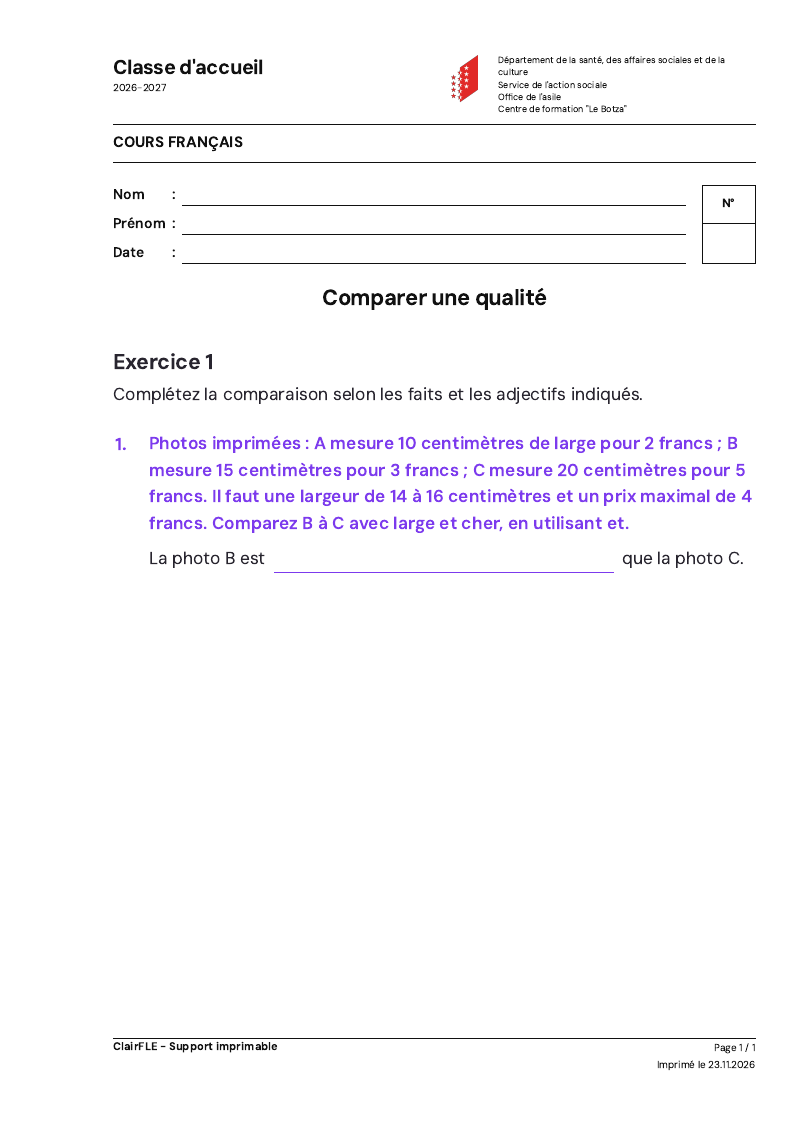 Classe d'accueil
2026-2027
Département de la santé, des affaires sociales et de la
culture
Service de l'action sociale
Office de l'asile
Centre de formation "Le Botza"
COURS FRANÇAIS
Nom :
Prénom :
Date :
N°
Comparer une qualité
Exercice 1
Complétez la comparaison selon les faits et les adjectifs indiqués.
1. Photos imprimées : A mesure 10 centimètres de large pour 2 francs ; B
mesure 15 centimètres pour 3 francs ; C mesure 20 centimètres pour 5
francs. Il faut une largeur de 14 à 16 centimètres et un prix maximal de 4
francs. Comparez B à C avec large et cher, en utilisant et.
La photo B est que la photo C.
ClairFLE - Support imprimable
Page 1 / 1
Imprimé le 23.11.2026